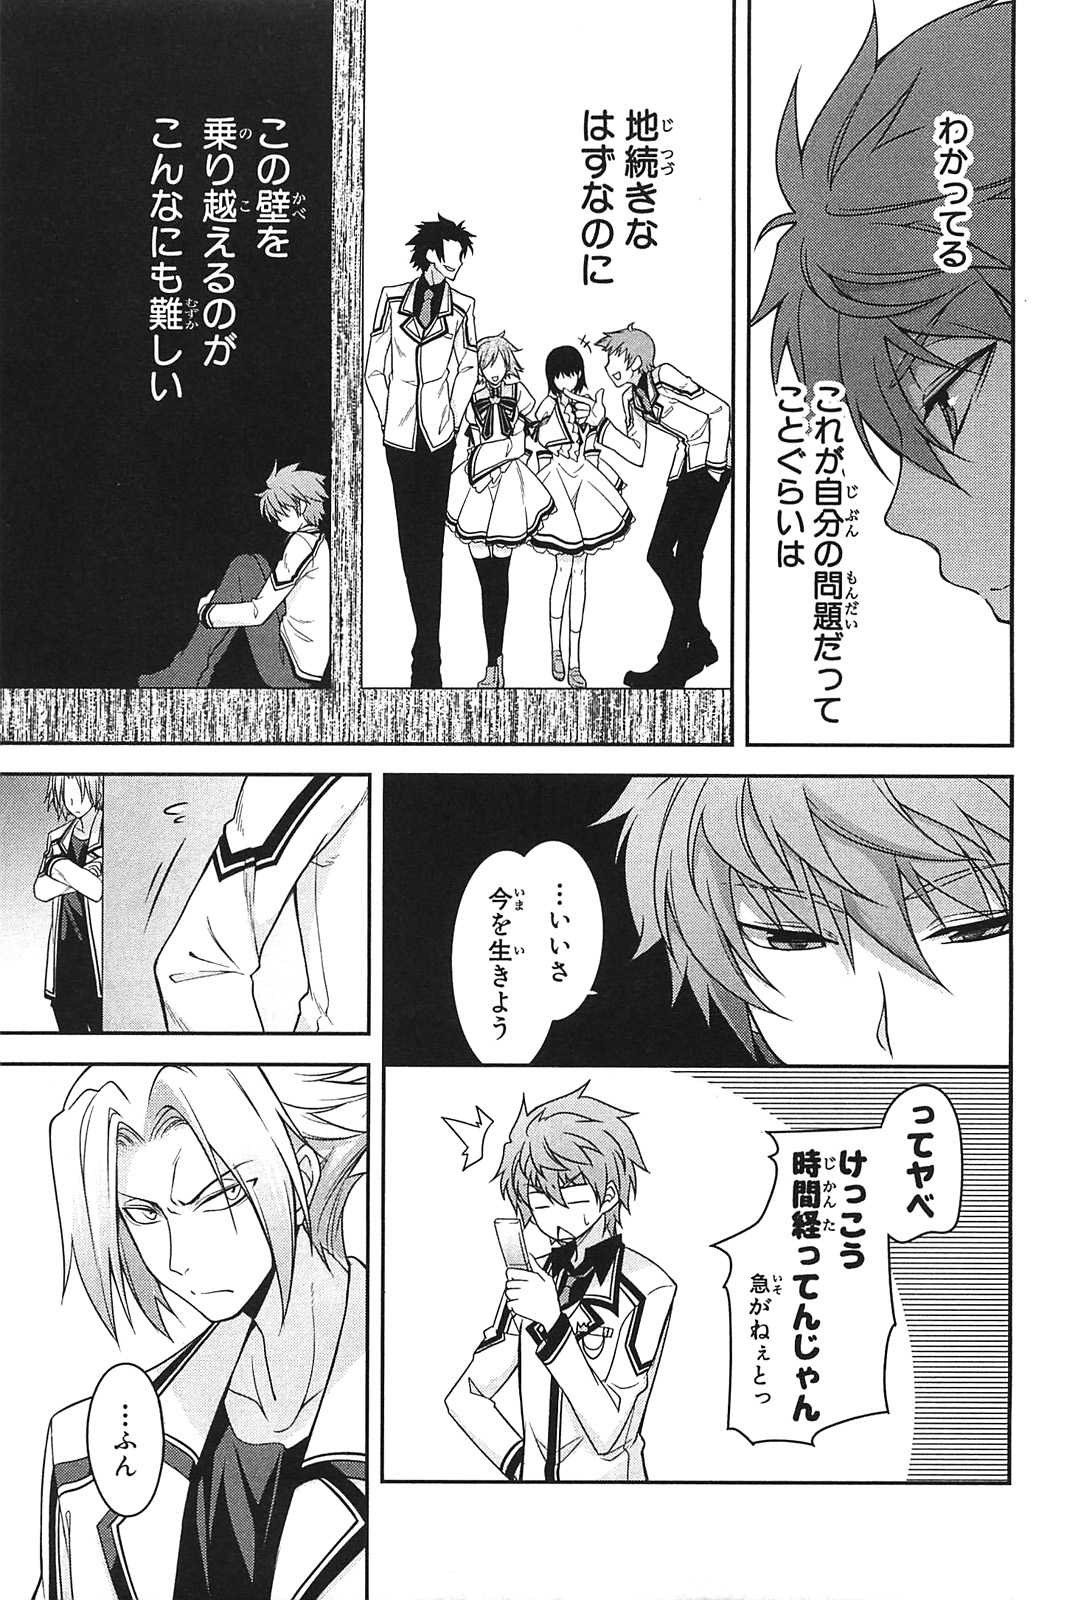 わかってる
これが自分の問題だって
ことぐらいは
地続きな
はずなのに
この壁を
乗り越えるのが
こんなにも難しい
…いいさ
今を生きよう
ってヤベ
けっこう
時間経ってんじゃん
急がねぇとっ
…ふん